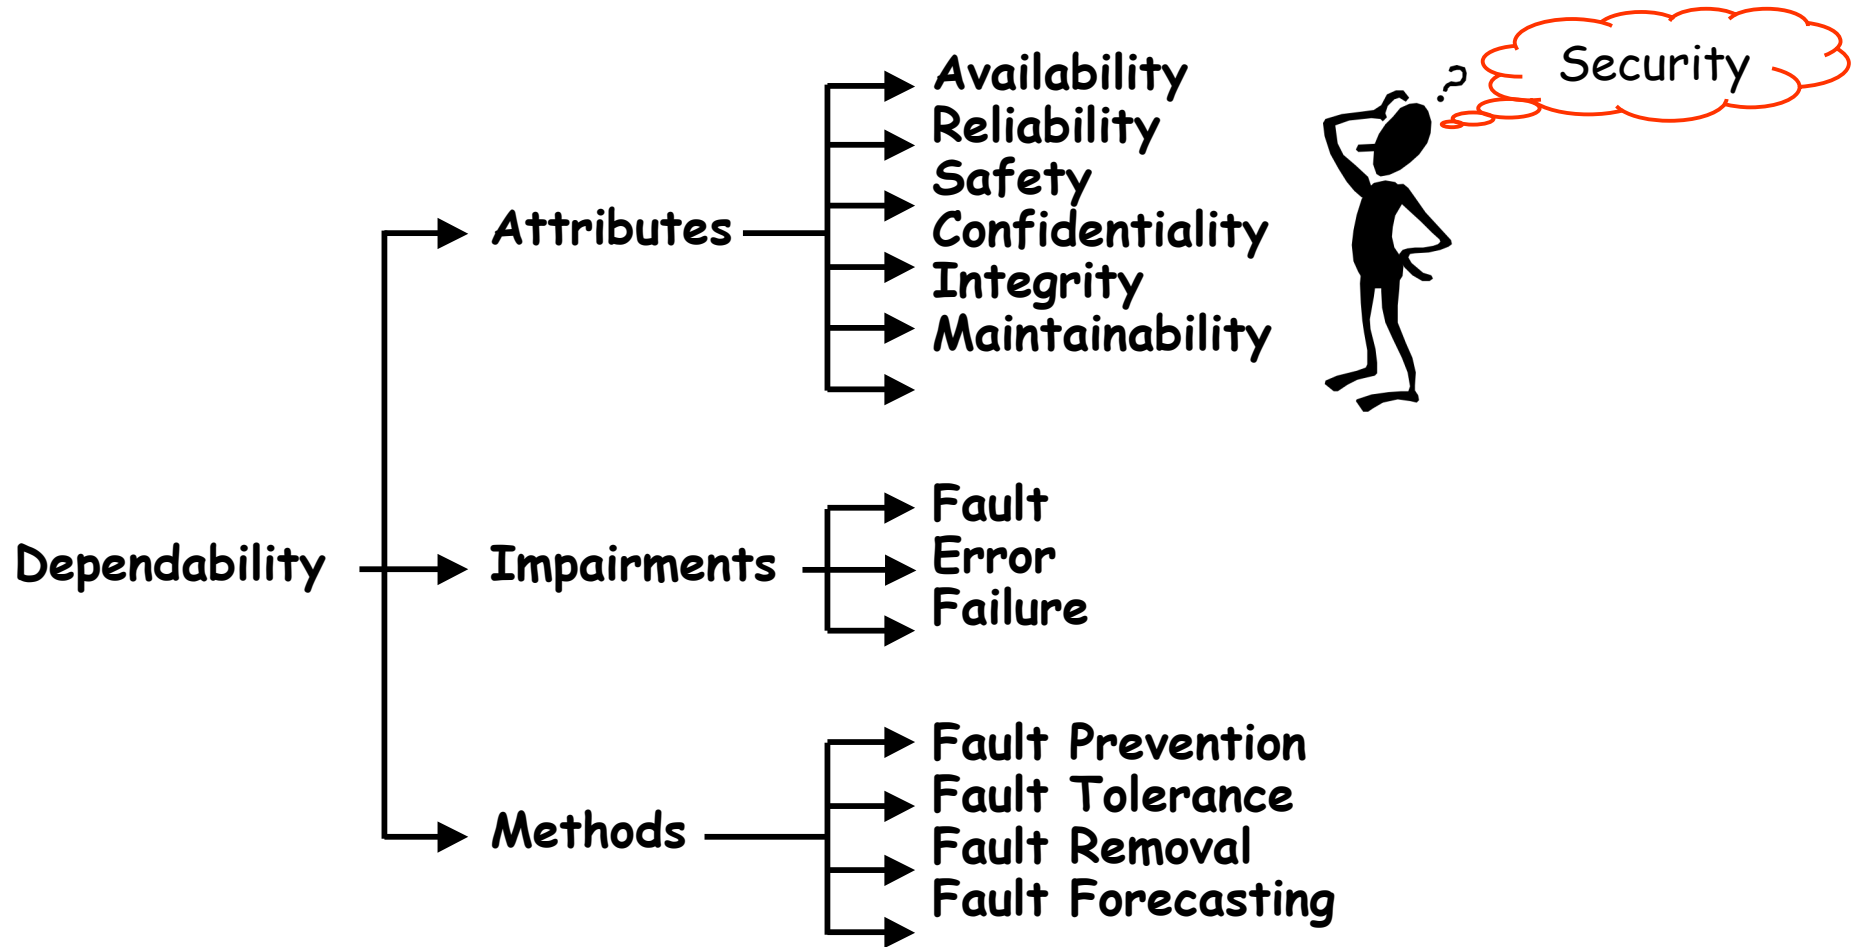 Security
?
Availability
Reliability
Safety
Confidentiality
Integrity
Maintainability
Attributes
Fault
Error
Failure
Dependability
Impairments
Fault Prevention
Fault Tolerance
Fault Removal
Fault Forecasting
Methods